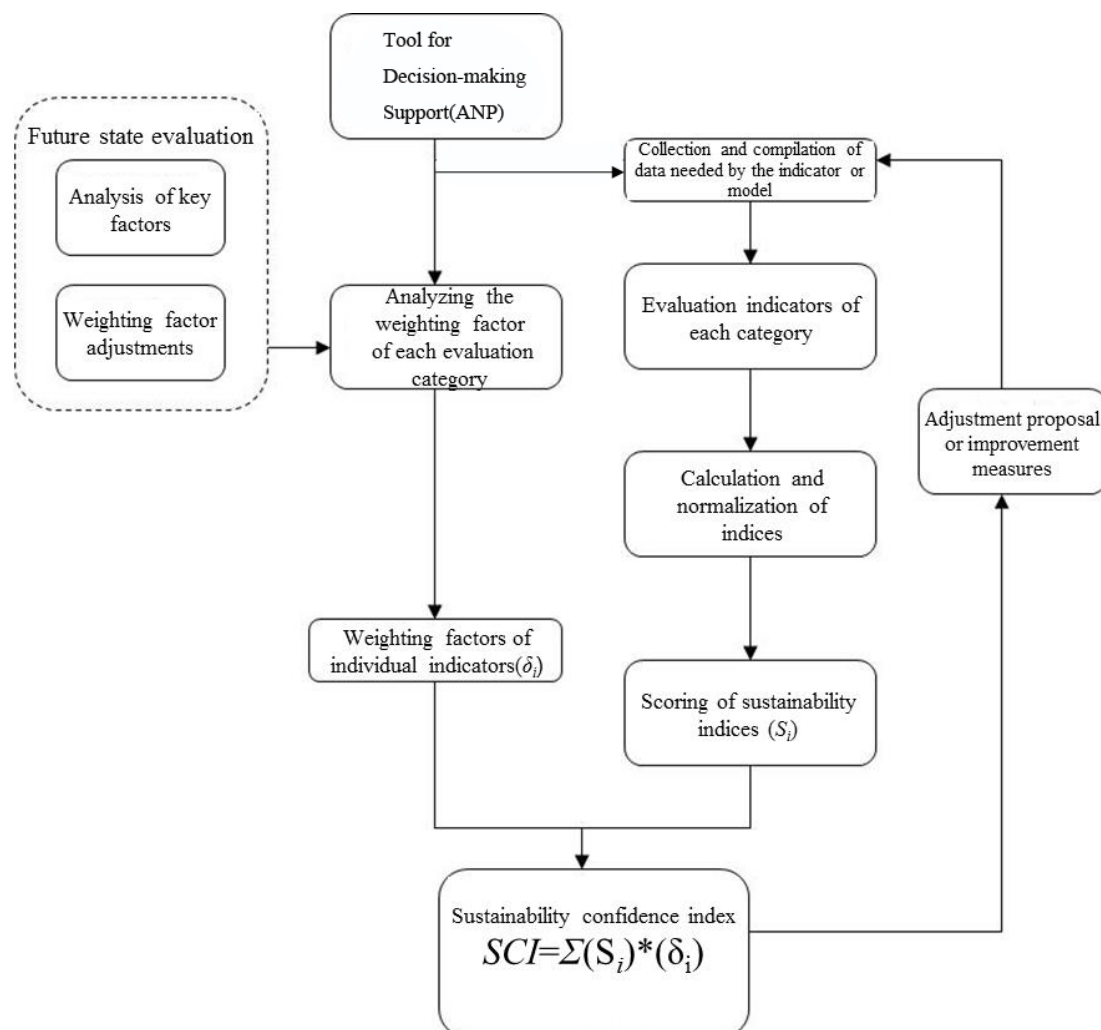 Tool for
Decision-making
Support(ANP)
Future state evaluation
Analysis of key
factors
Weighting factor
adjustments
Collection and compilation of
data needed by the indicator or
model
Analyzing the
weighting factor
of each evaluation
category
Evaluation indicators of
each category
Adjustment proposal
or improvement
measures
Calculation and
normalization of
indices
Weighting factors of
individual indicators(δi)
Scoring of sustainability
indices (Si)
Sustainability confidence index
SCI=Σ(Si)*(δi)